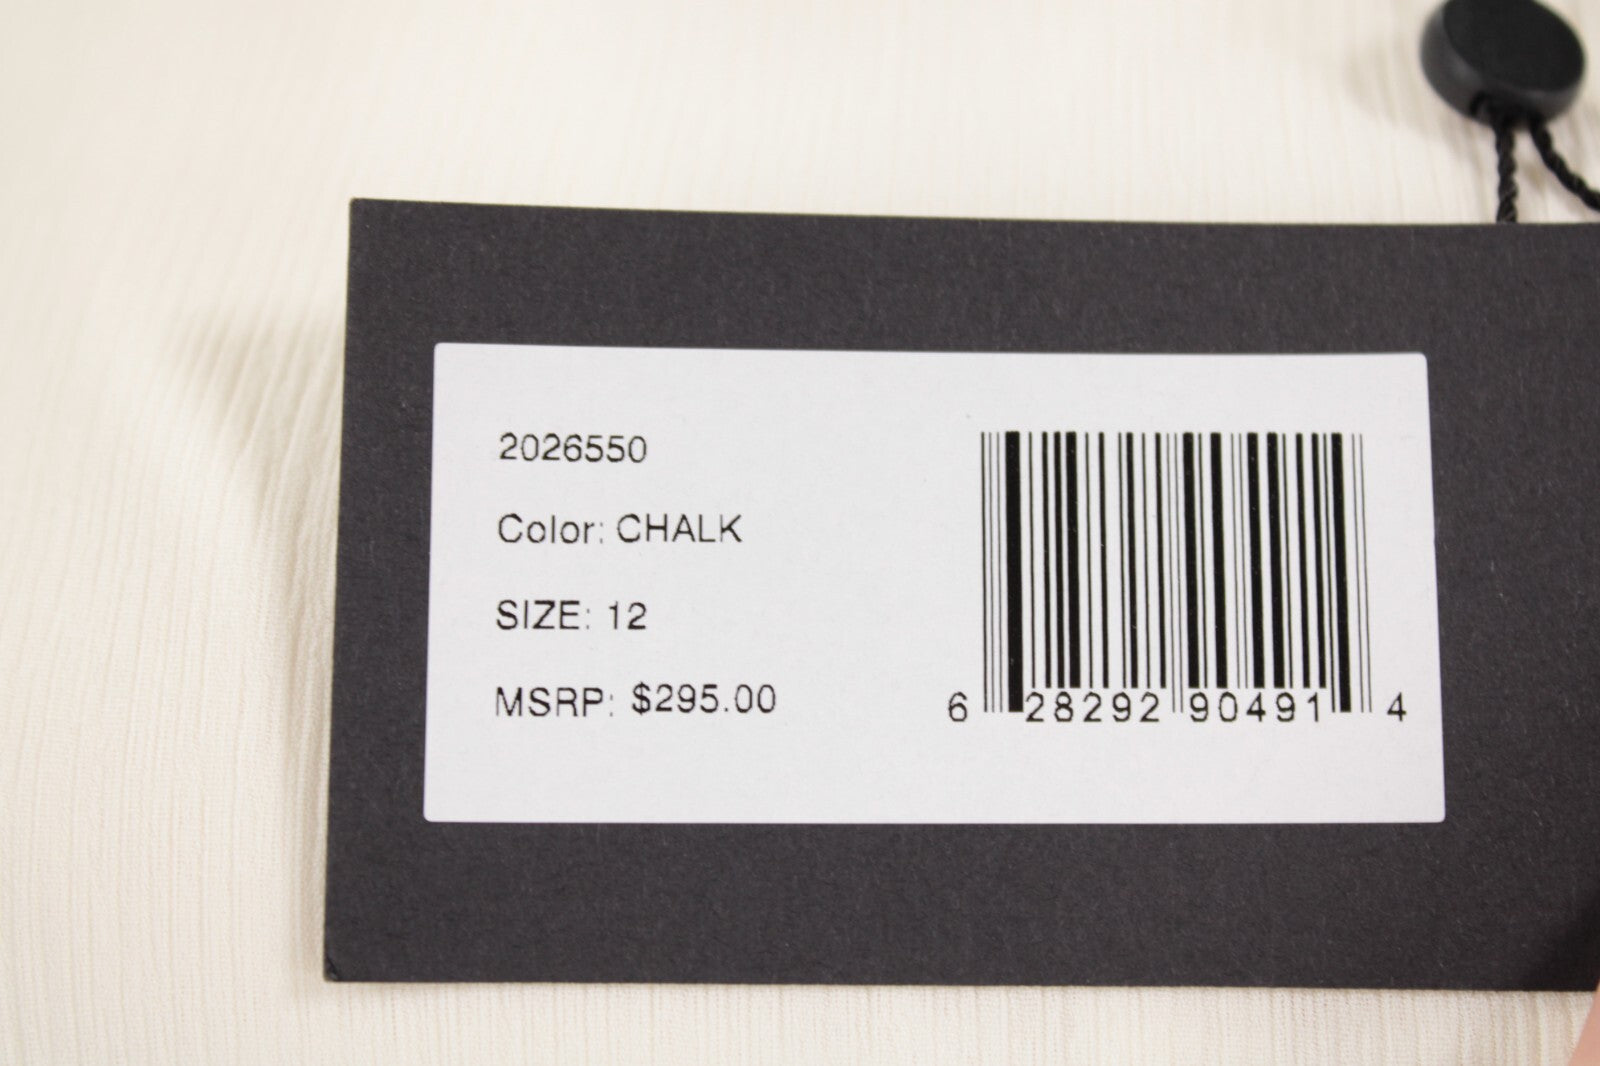 2026550
Color: CHALK
SIZE: 12
MSRP: $295.00
6 28292 90491 4